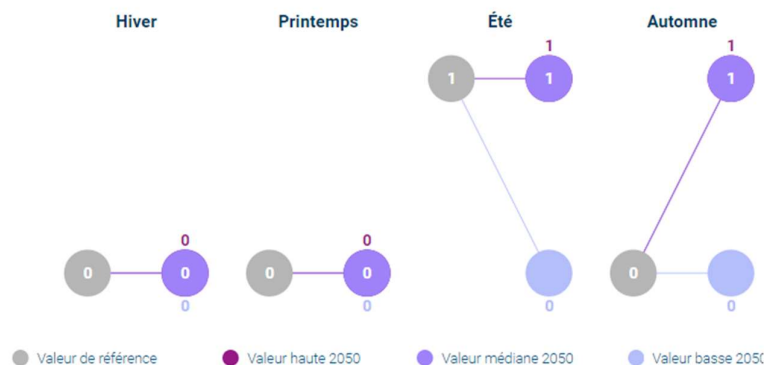 Hiver Printemps Été Automne
1 1
1 1 1
0 0
0 0 0 0 0
0 0 0 0
Valeur de référence Valeur haute 2050 Valeur médiane 2050 Valeur basse 2050